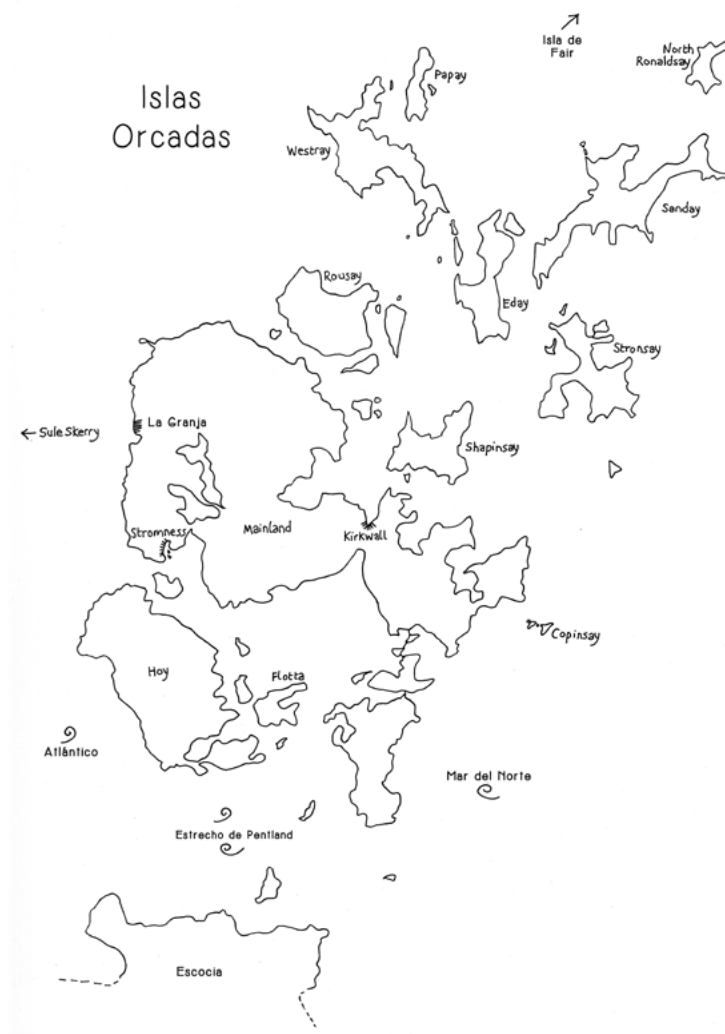 Islas
Orcadas
Isla de
Fair
North
Ronaldsay
Papay
Westray
Sanday
Rousay
Eday
Stronsay
← Sule Skerry
La Granja
Shapinsay
Stromness
Mainland
Kirkwall
Copinsay
Hoy
Flotta
Atlántico
Mar del Norte
Estrecho de Pentland
Escocia